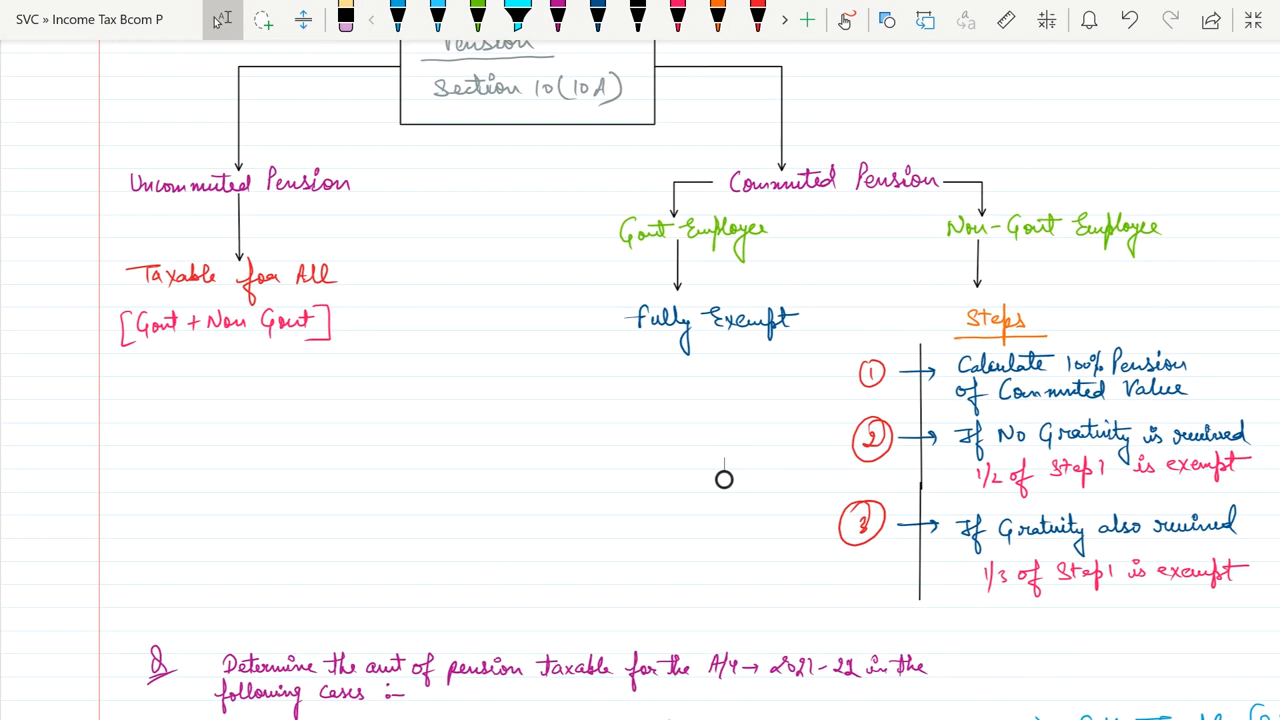 SVC » Income Tax Bcom P
Pension
Section 10(10A)
Uncommuted Pension
Taxable for All
[Govt + Non Govt]
Commuted Pension
Govt Employee
Fully Exempt
Non-Govt Employee
Steps
① → Calculate 100% Pension
of Commuted Value
② → If No Gratuity is received
1/2 of Step 1 is exempt
③ → If Gratuity also received
1/3 of Step 1 is exempt
Q Determine the amt of pension taxable for the A/Y → 2021-22 in the
following cases :-